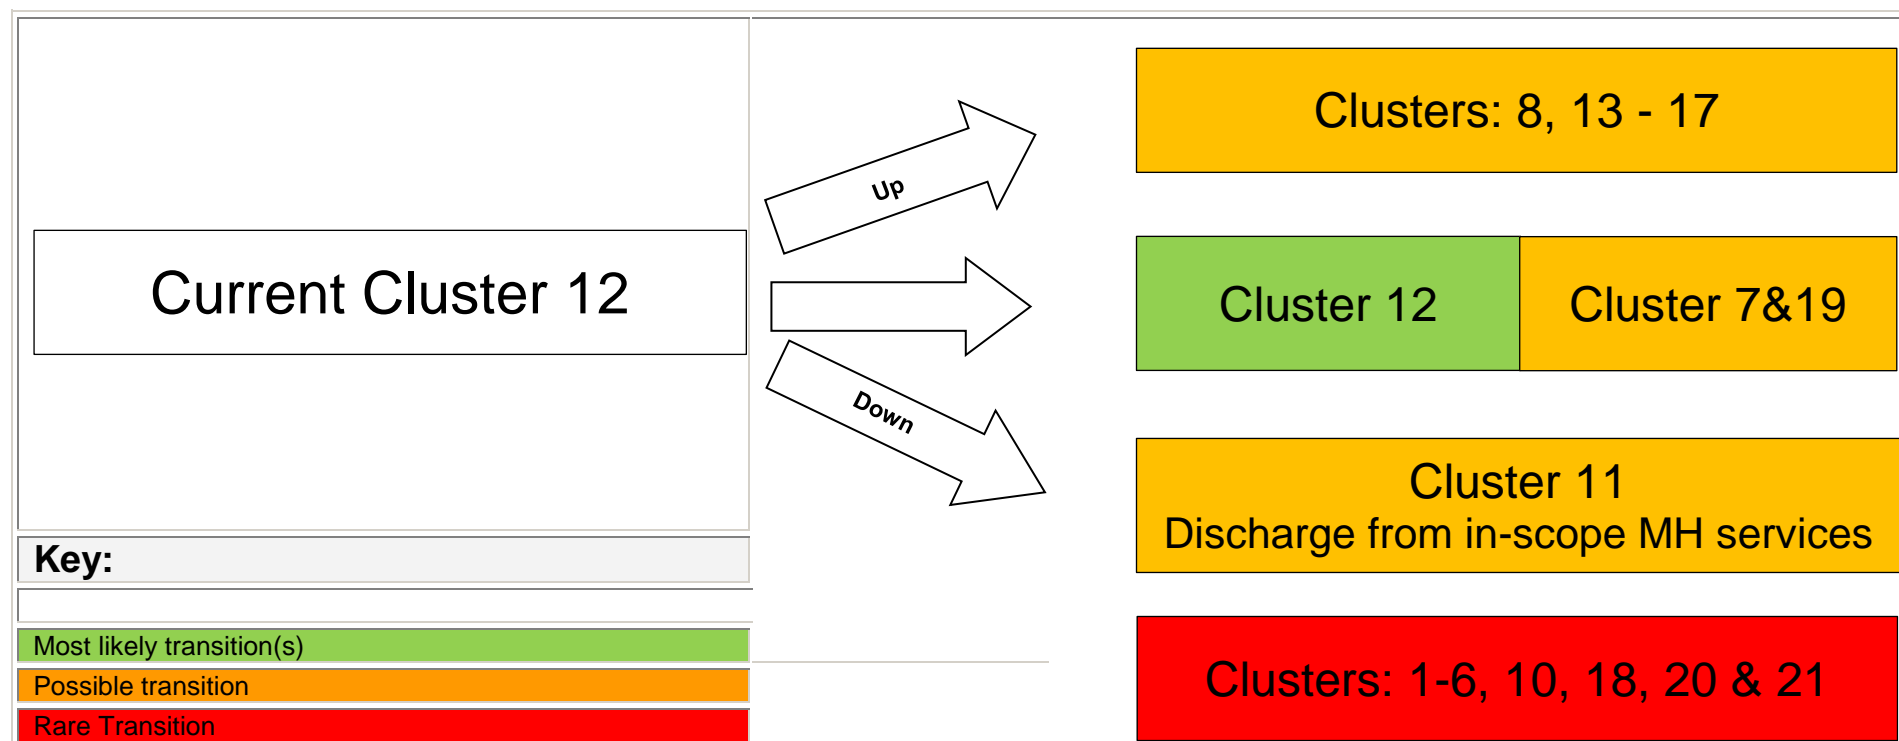 Clusters: 8, 13 - 17
Up
Current Cluster 12
Cluster 12
Cluster 7&19
Down
Cluster 11
Discharge from in-scope MH services
Key:
Most likely transition(s)
Possible transition
Rare Transition
Clusters: 1-6, 10, 18, 20 & 21